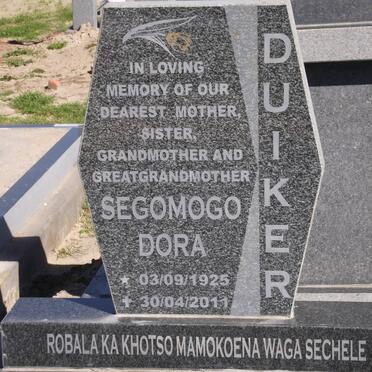 IN LOVING
MEMORY OF OUR
DEAREST MOTHER,
SISTER,
GRANDMOTHER AND
GREATGRANDMOTHER
SEGOMOGO
DORA
★ 03/09/1925
✝ 30/04/2011
DUIKER
ROBALA KA KHOTSO MAMOKOENA WAGA SECHELE